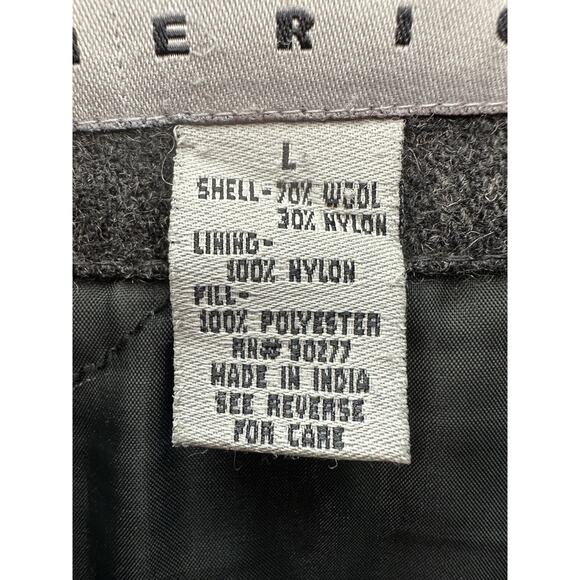 ERIC
L
SHELL-70% WOOL
30% NYLON
LINING-
100% NYLON
FILL-
100% POLYESTER
RN# 90277
MADE IN INDIA
SEE REVERSE
FOR CARE